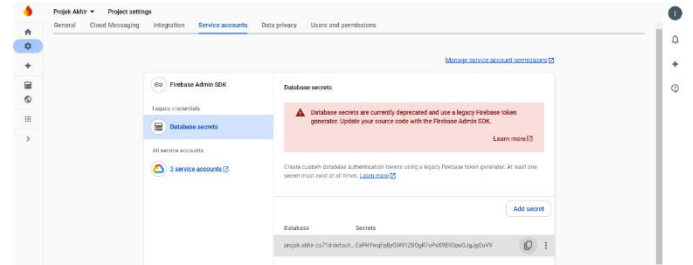 Projek Akhir Project settings
General Cloud Messaging Integration Service accounts Data privacy Users and permissions
Manage service account permissions
Firebase Admin SDK
Legacy credentials
Database secrets
All service accounts
3 service accounts
Database secrets
Database secrets are currently deprecated and use a legacy Firebase token
generator. Update your source code with the Firebase Admin SDK.
Learn more
Create custom database authentication tokens using a legacy Firebase token generator. At least one
secret must exist at all times. Learn more
Add secret
Database Secrets